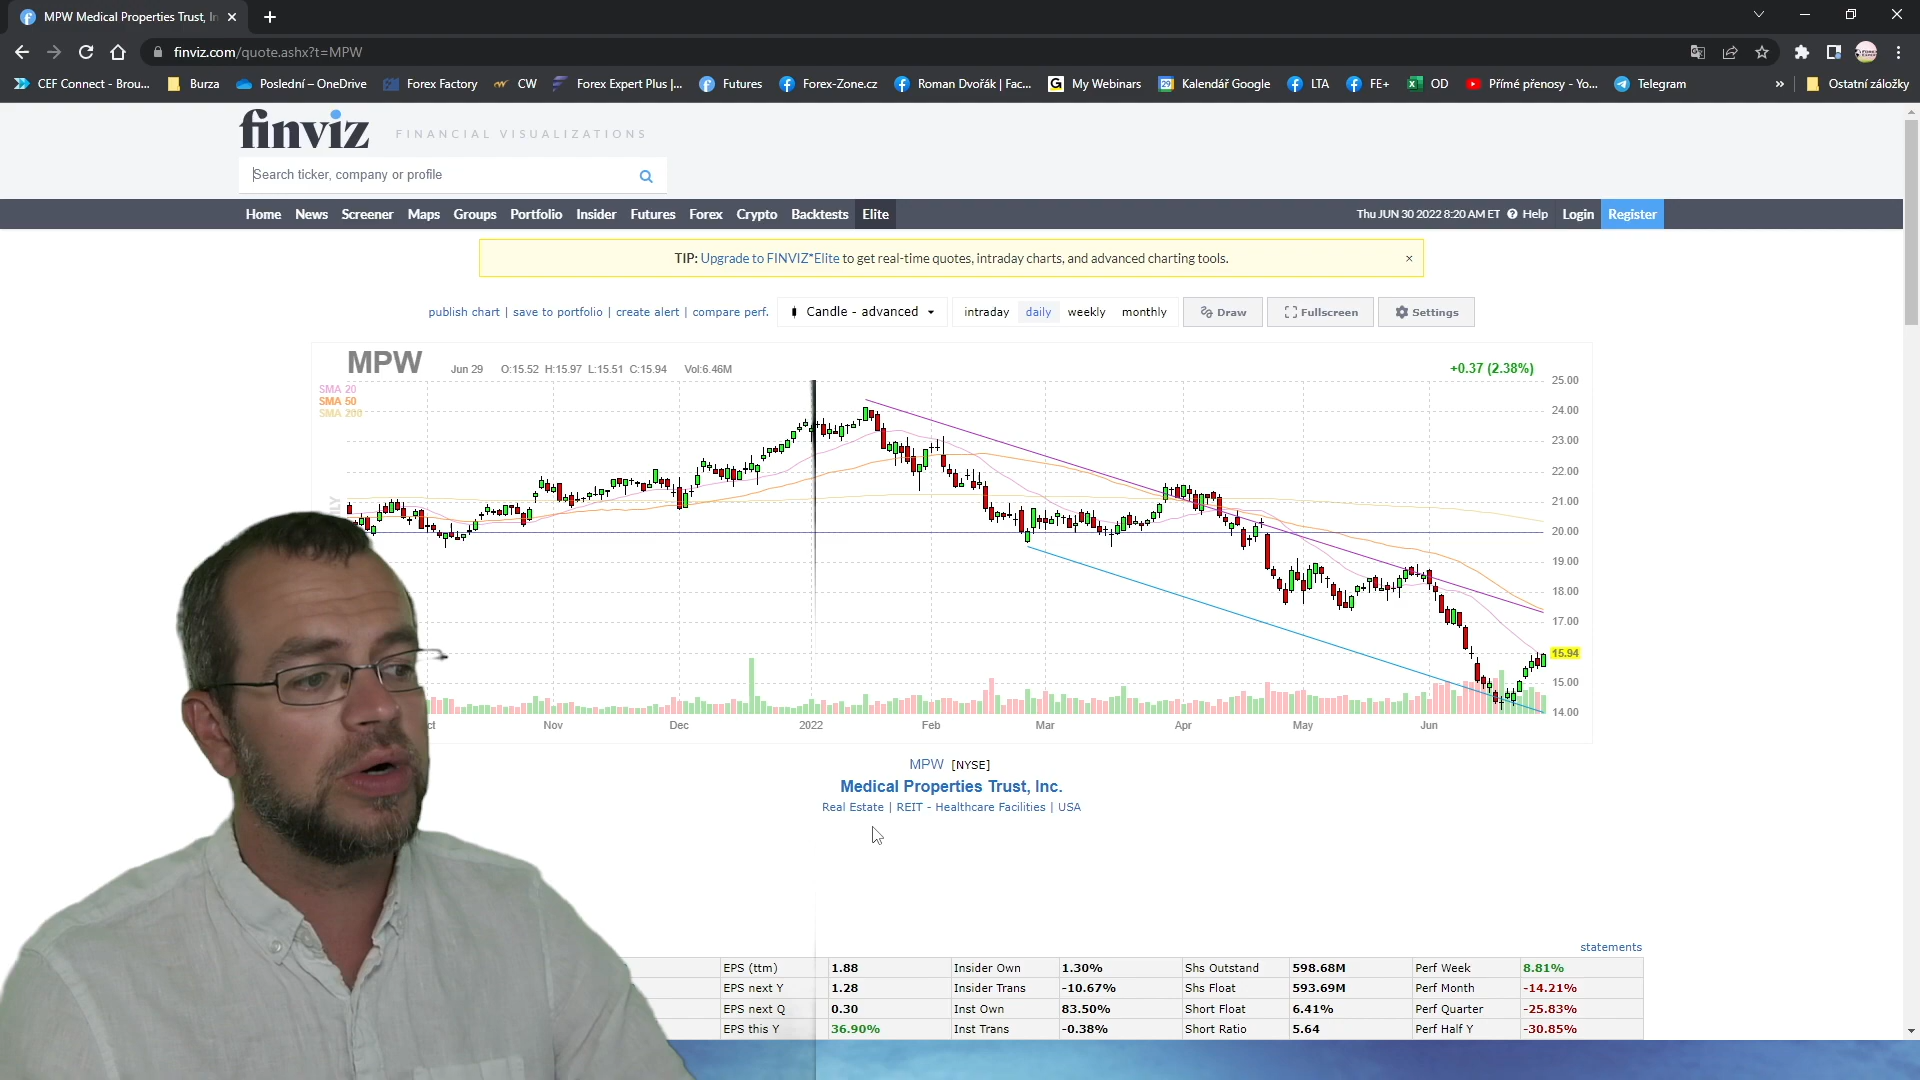 MPW Medical Properties Trust, In
finviz.com/quote.ashx?t=MPW
CEF Connect - Brou... Burza Poslední – OneDrive Forex Factory CW Forex Expert Plus |... Futures Forex-Zone.cz Roman Dvořák | Fac... My Webinars Kalendář Google LTA FE+ OD Přímé přenosy - Yo... Telegram » Ostatní záložky
finviz FINANCIAL VISUALIZATIONS
Search ticker, company or profile
Home News Screener Maps Groups Portfolio Insider Futures Forex Crypto Backtests Elite Thu JUN 30 2022 8:20 AM ET Help Login Register
TIP: Upgrade to FINVIZ*Elite to get real-time quotes, intraday charts, and advanced charting tools. ×
publish chart | save to portfolio | create alert | compare perf. Candle - advanced intraday daily weekly monthly Draw Fullscreen Settings
MPW Jun 29 O:15.52 H:15.97 L:15.51 C:15.94 Vol:6.46M +0.37 (2.38%)
SMA 20
SMA 50
SMA 200
25.00
24.00
23.00
22.00
21.00
20.00
19.00
18.00
17.00
15.94
15.00
14.00
ct Nov Dec 2022 Feb Mar Apr May Jun
MPW [NYSE]
Medical Properties Trust, Inc.
Real Estate | REIT - Healthcare Facilities | USA
statements
EPS (ttm) 1.88 Insider Own 1.30% Shs Outstand 598.68M Perf Week 8.81%
EPS next Y 1.28 Insider Trans -10.67% Shs Float 593.69M Perf Month -14.21%
EPS next Q 0.30 Inst Own 83.50% Short Float 6.41% Perf Quarter -25.83%
EPS this Y 36.90% Inst Trans -0.38% Short Ratio 5.64 Perf Half Y -30.85%